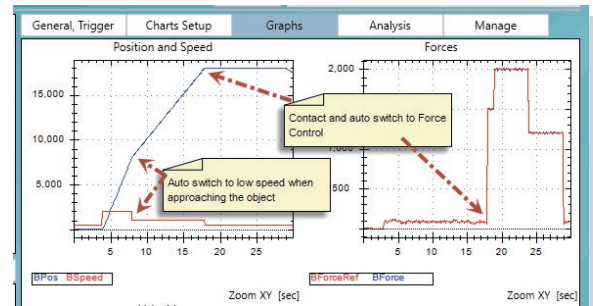 General, Trigger
Charts Setup
Graphs
Analysis
Manage
Position and Speed
Forces
15,000
10,000
5,000
5
10
15
20
25
2,000
500
5
10
15
20
25
Contact and auto switch to Force
Control
Auto switch to low speed when
approaching the object
BPos BSpeed
BForceRef BForce
Zoom XY [sec]
Zoom XY [sec]